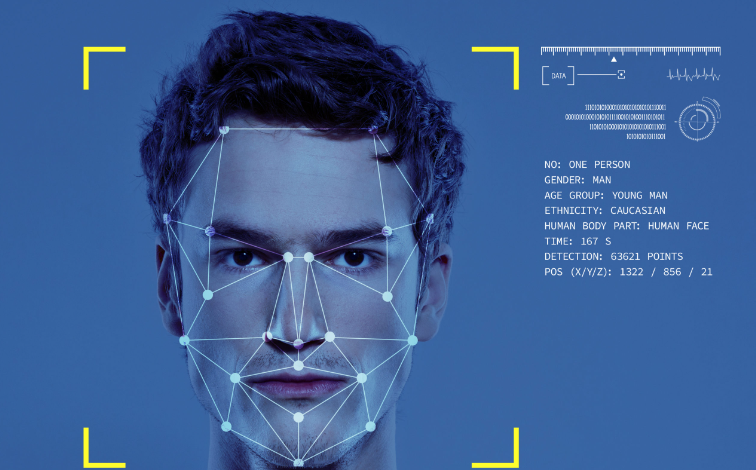 DATA
NO: ONE PERSON
GENDER: MAN
AGE GROUP: YOUNG MAN
ETHNICITY: CAUCASIAN
HUMAN BODY PART: HUMAN FACE
TIME: 167 S
DETECTION: 63621 POINTS
POS (X/Y/Z): 1322 / 856 / 21